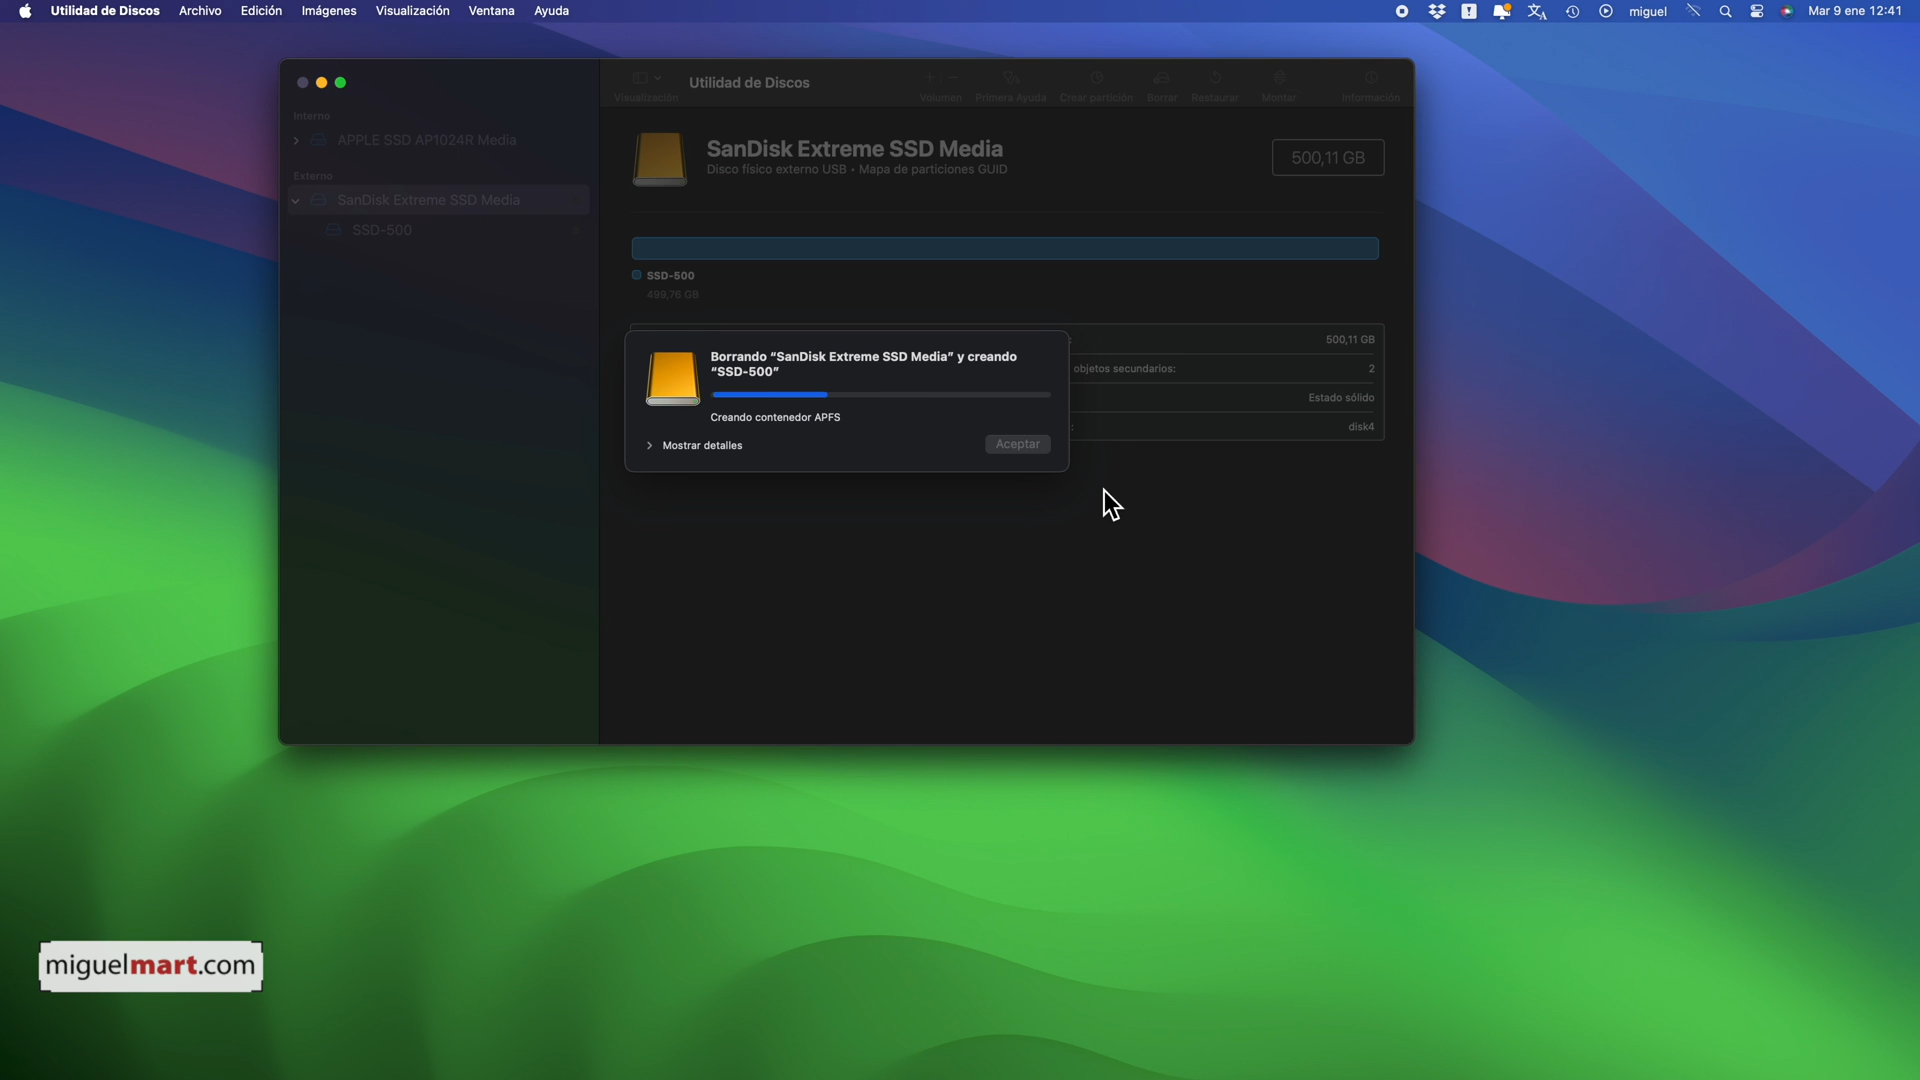 Utilidad de Discos Archivo Edición Imágenes Visualización Ventana Ayuda
miguel Mar 9 ene 12:41
Utilidad de Discos
Visualización Volumen Primera Ayuda Crear partición Borrar Restaurar Montar Información
Interno
APPLE SSD AP1024R Media
Externo
SanDisk Extreme SSD Media
SSD-500
SanDisk Extreme SSD Media
Disco físico externo USB • Mapa de particiones GUID
500,11 GB
SSD-500
499,76 GB
500,11 GB
objetos secundarios: 2
Estado sólido
: disk4
Borrando “SanDisk Extreme SSD Media” y creando
“SSD-500”
Creando contenedor APFS
Mostrar detalles
Aceptar
miguelmart.com